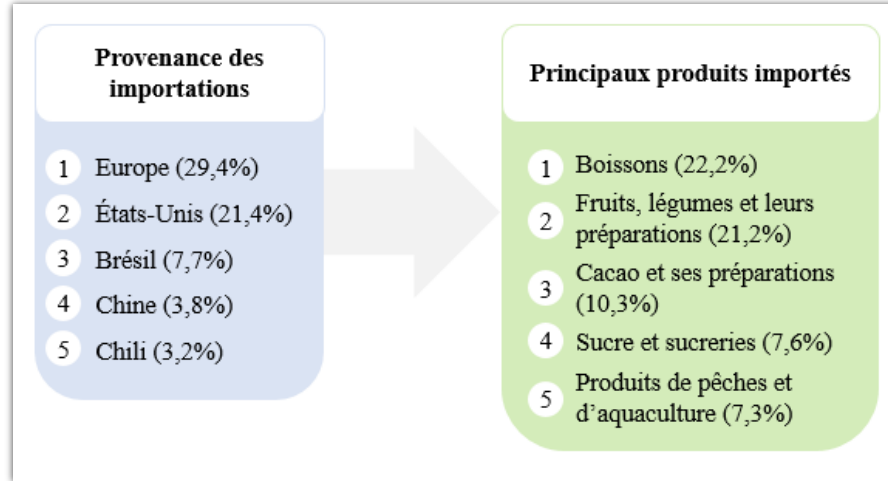 Provenance des
importations
1 Europe (29,4%)
2 États-Unis (21,4%)
3 Brésil (7,7%)
4 Chine (3,8%)
5 Chili (3,2%)
Principaux produits importés
1 Boissons (22,2%)
2 Fruits, légumes et leurs
préparations (21,2%)
3 Cacao et ses préparations
(10,3%)
4 Sucre et sucreries (7,6%)
5 Produits de pêches et
d’aquaculture (7,3%)